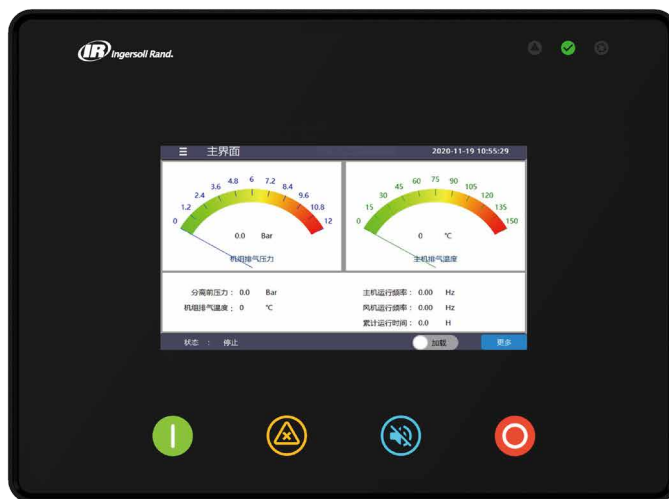 IR Ingersoll Rand.
主界面 2020-11-19 10:55:29
0 1.2 2.4 3.6 4.8 6 7.2 8.4 9.6 10.8 12
0.0 Bar
机组排气压力
0 15 30 45 60 75 90 105 120 135 150
0 ℃
主机排气温度
分离前压力： 0.0 Bar
机组排气温度： 0 ℃
主机运行频率： 0.00 Hz
风机运行频率： 0.00 Hz
累计运行时间： 0.0 H
状态 ： 停止 加载 更多